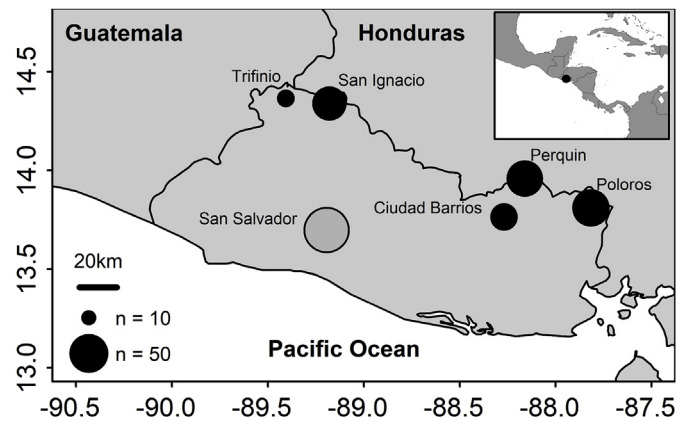 Guatemala
Honduras
Trifinio
San Ignacio
Perquin
Poloros
Ciudad Barrios
San Salvador
20km
n = 10
n = 50
Pacific Ocean
14.5
14.0
13.5
13.0
-90.5 -90.0 -89.5 -89.0 -88.5 -88.0 -87.5